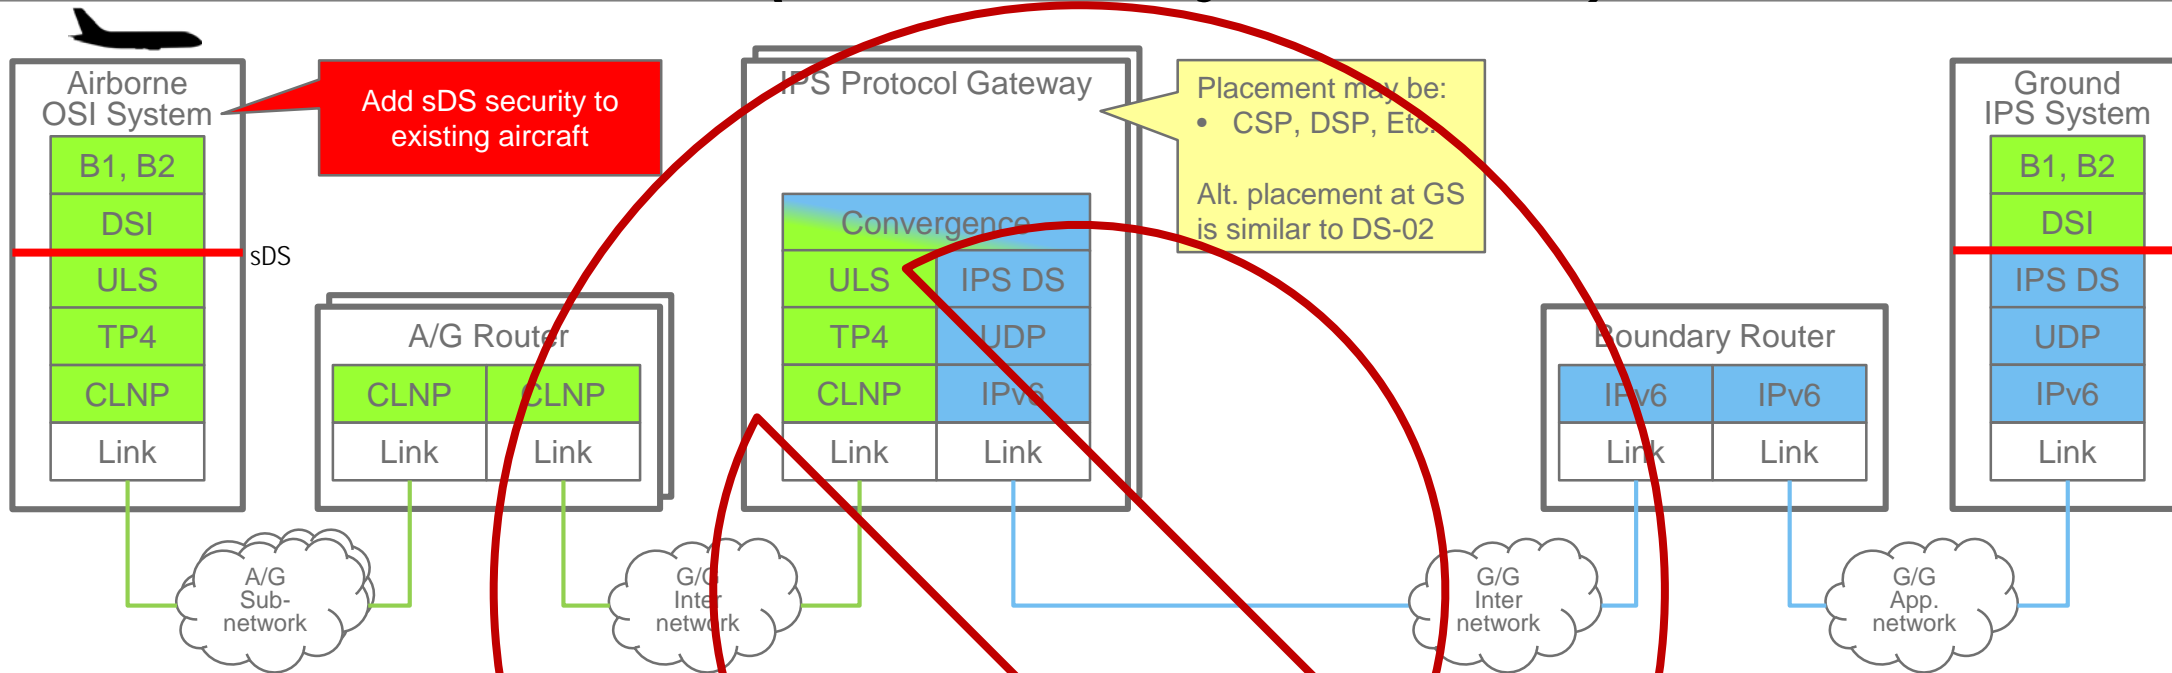 Airborne
OSI System
B1, B2
DSI
sDS
ULS
TP4
CLNP
Link
Add sDS security to
existing aircraft
A/G Router
CLNP CLNP
Link Link
IPS Protocol Gateway
Convergence
ULS IPS DS
TP4 UDP
CLNP IPv6
Link Link
Placement may be:
• CSP, DSP, Etc.
Alt. placement at GS
is similar to DS-02
Boundary Router
IPv6 IPv6
Link Link
Ground
IPS System
B1, B2
DSI
IPS DS
UDP
IPv6
Link
A/G
Sub-
network
G/G
Inter
network
G/G
Inter
network
G/G
App.
network